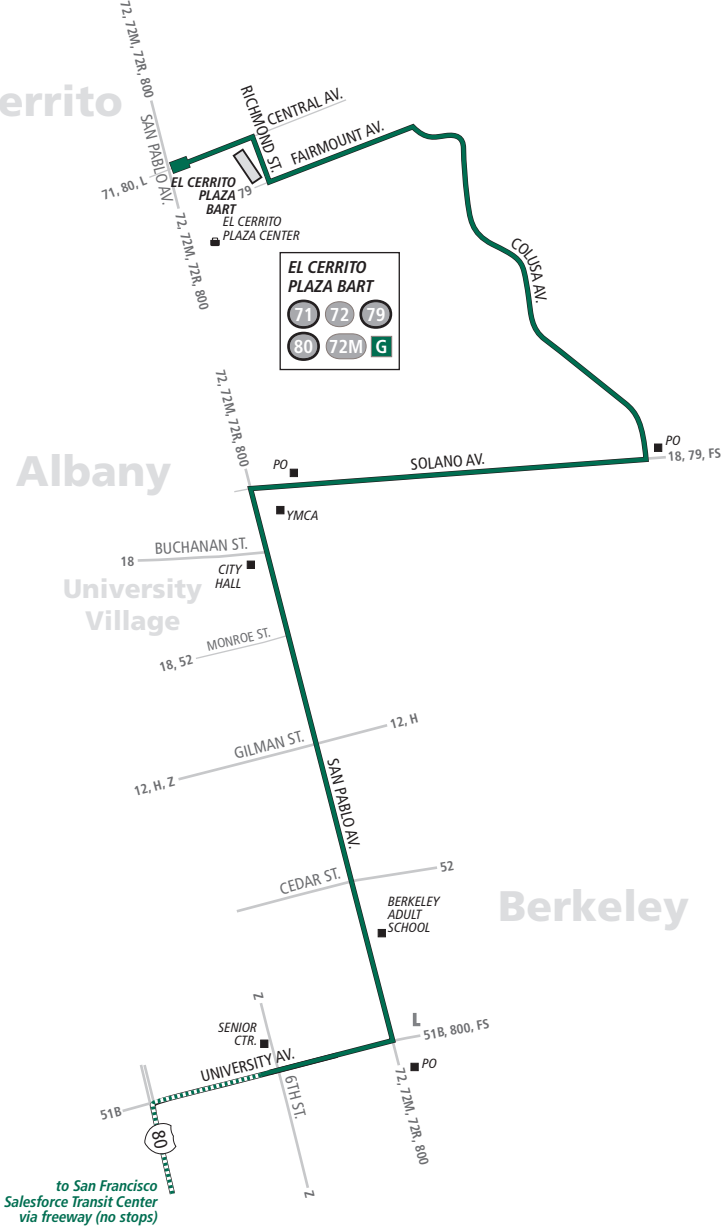 72, 72M, 72R, 800
errito
SAN PABLO AV.
RICHMOND ST.
CENTRAL AV.
FAIRMOUNT AV.
71, 80, L
EL CERRITO
PLAZA
BART
79
EL CERRITO
PLAZA CENTER
72, 72M, 72R, 800
COLUSA AV.
EL CERRITO
PLAZA BART
71 72 79
80 72M G
72, 72M, 72R, 800
PO
SOLANO AV.
PO
18, 79, FS
Albany
YMCA
BUCHANAN ST.
18
CITY
HALL
University
Village
MONROE ST.
18, 52
12, H
GILMAN ST.
12, H, Z
SAN PABLO AV.
52
CEDAR ST.
BERKELEY
ADULT
SCHOOL
Berkeley
Z
L
51B, 800, FS
SENIOR
CTR.
UNIVERSITY AV.
PO
6TH ST.
72, 72M, 72R, 800
51B
80
Z
to San Francisco
Salesforce Transit Center
via freeway (no stops)